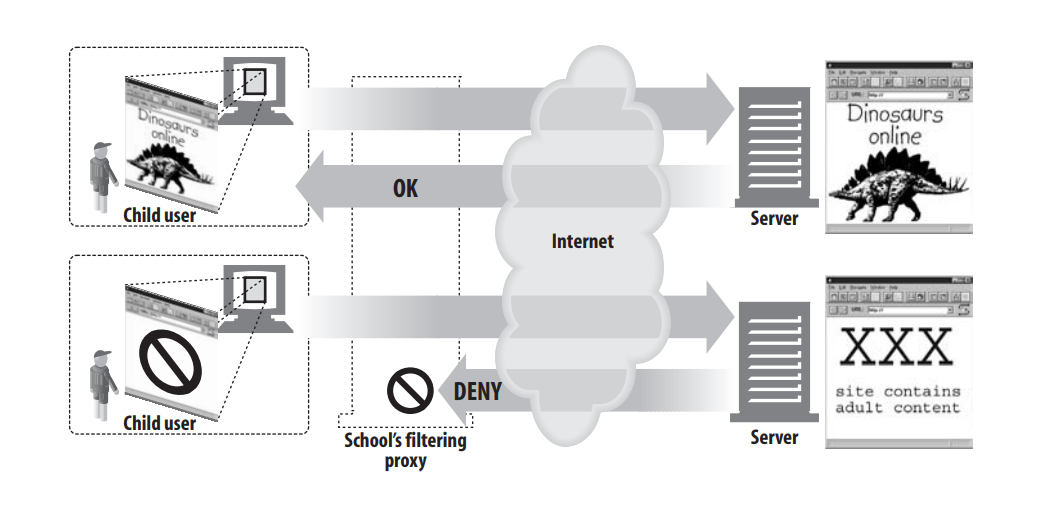 Dinosaurs
online
Child user
OK
Internet
Server
Dinosaurs
online
Child user
DENY
School's filtering
proxy
Server
XXX
site contains
adult content